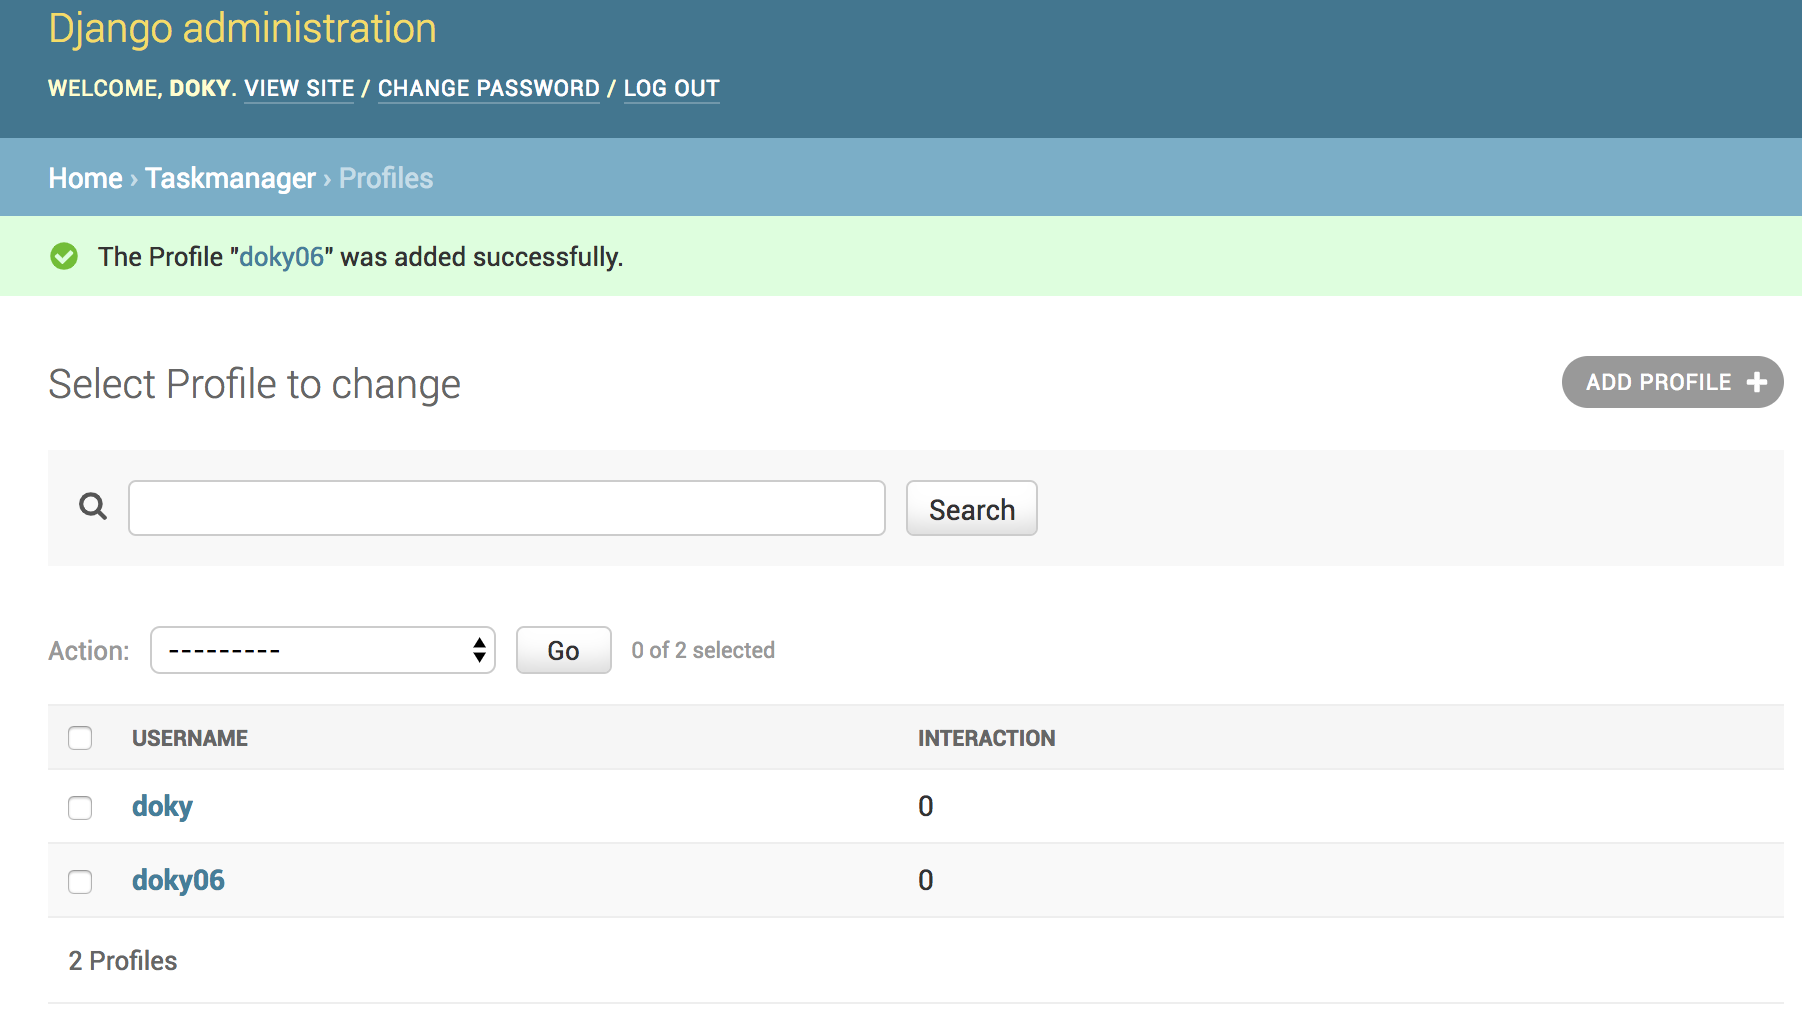 Django administration
WELCOME, DOKY. VIEW SITE / CHANGE PASSWORD / LOG OUT
Home › Taskmanager › Profiles
The Profile "doky06" was added successfully.
Select Profile to change
ADD PROFILE +
Search
Action: --------- Go 0 of 2 selected
USERNAME INTERACTION
doky 0
doky06 0
2 Profiles